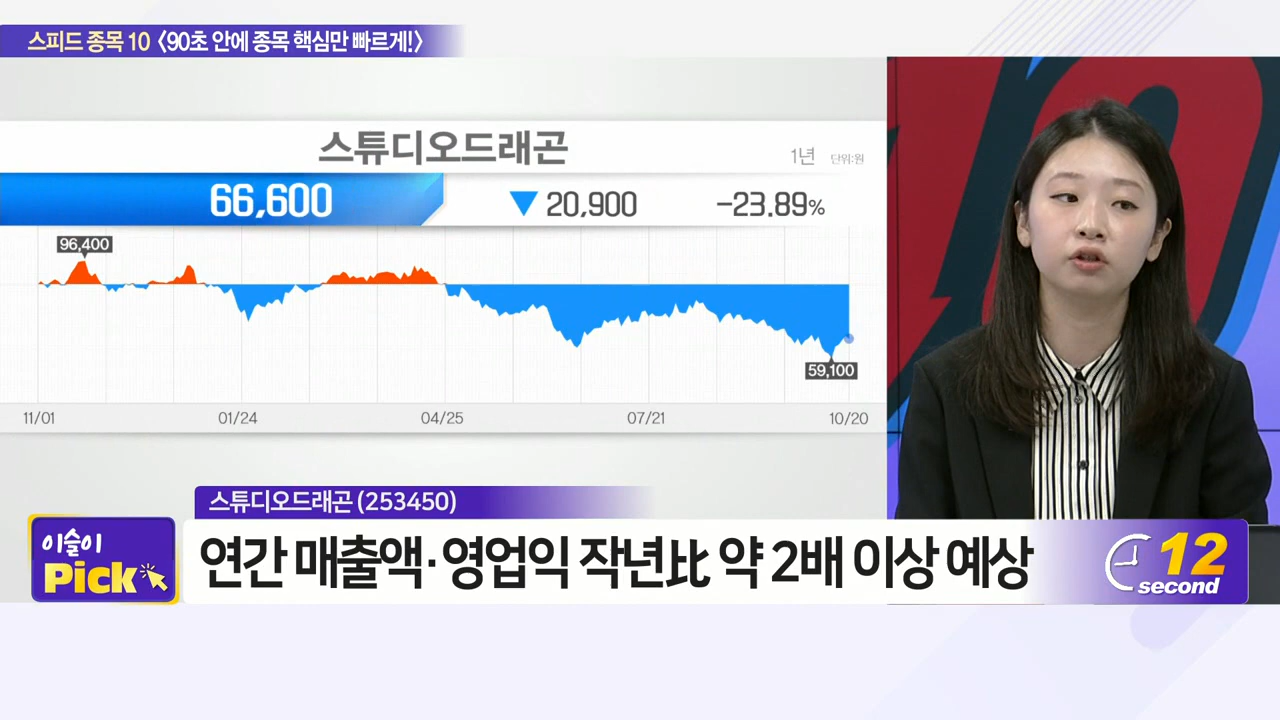 스피드 종목 10 〈90초 안에 종목 핵심만 빠르게!〉
스튜디오드래곤
1년 단위:원
66,600 ▼ 20,900 -23.89%
96,400
59,100
11/01 01/24 04/25 07/21 10/20
스튜디오드래곤 (253450)
이슬이
Pick
연간 매출액·영업익 작년比 약 2배 이상 예상
12
second